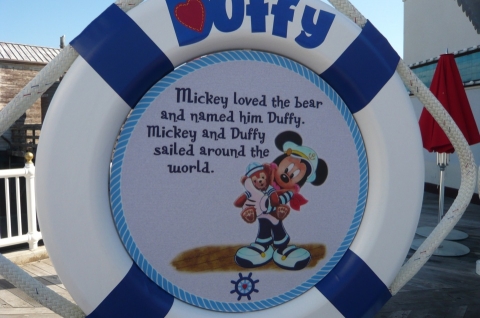 Duffy
Mickey loved the bear
and named him Duffy.
Mickey and Duffy
sailed around the
world.